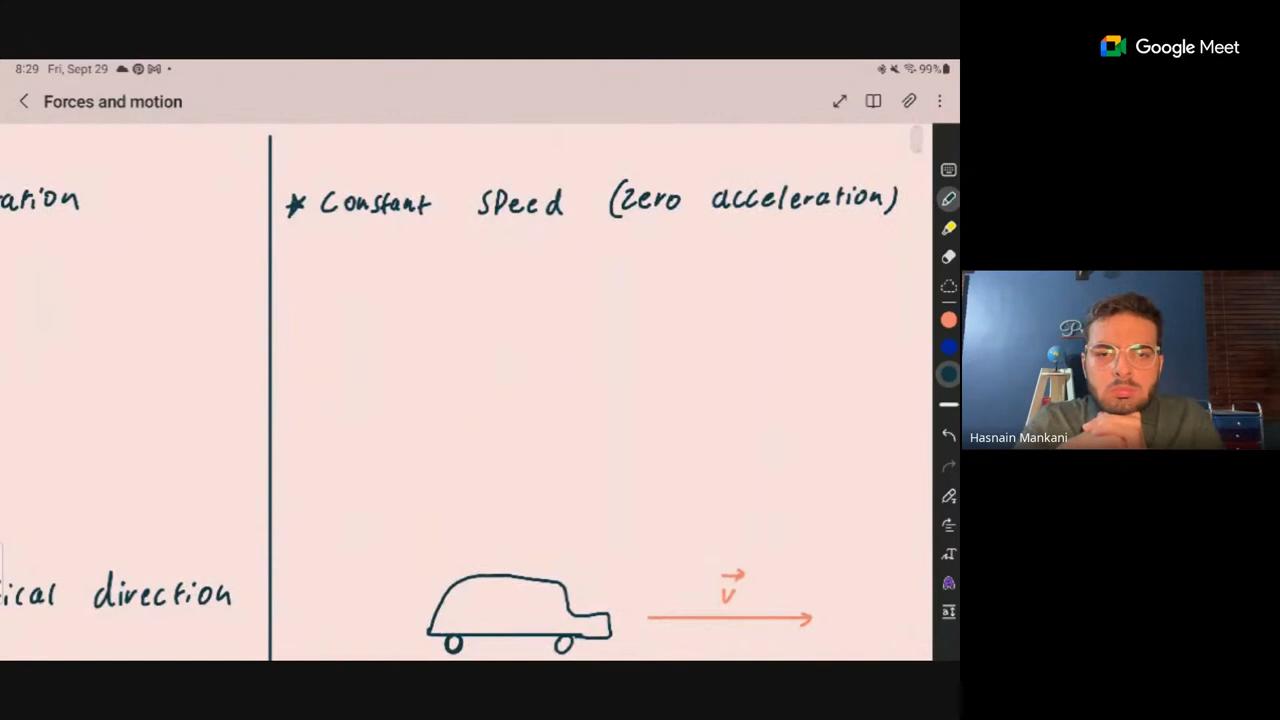 Google Meet
8:29 Fri, Sept 29
99%
Forces and motion
ration
* Constant speed (zero acceleration)
ical direction
v
Hasnain Mankani